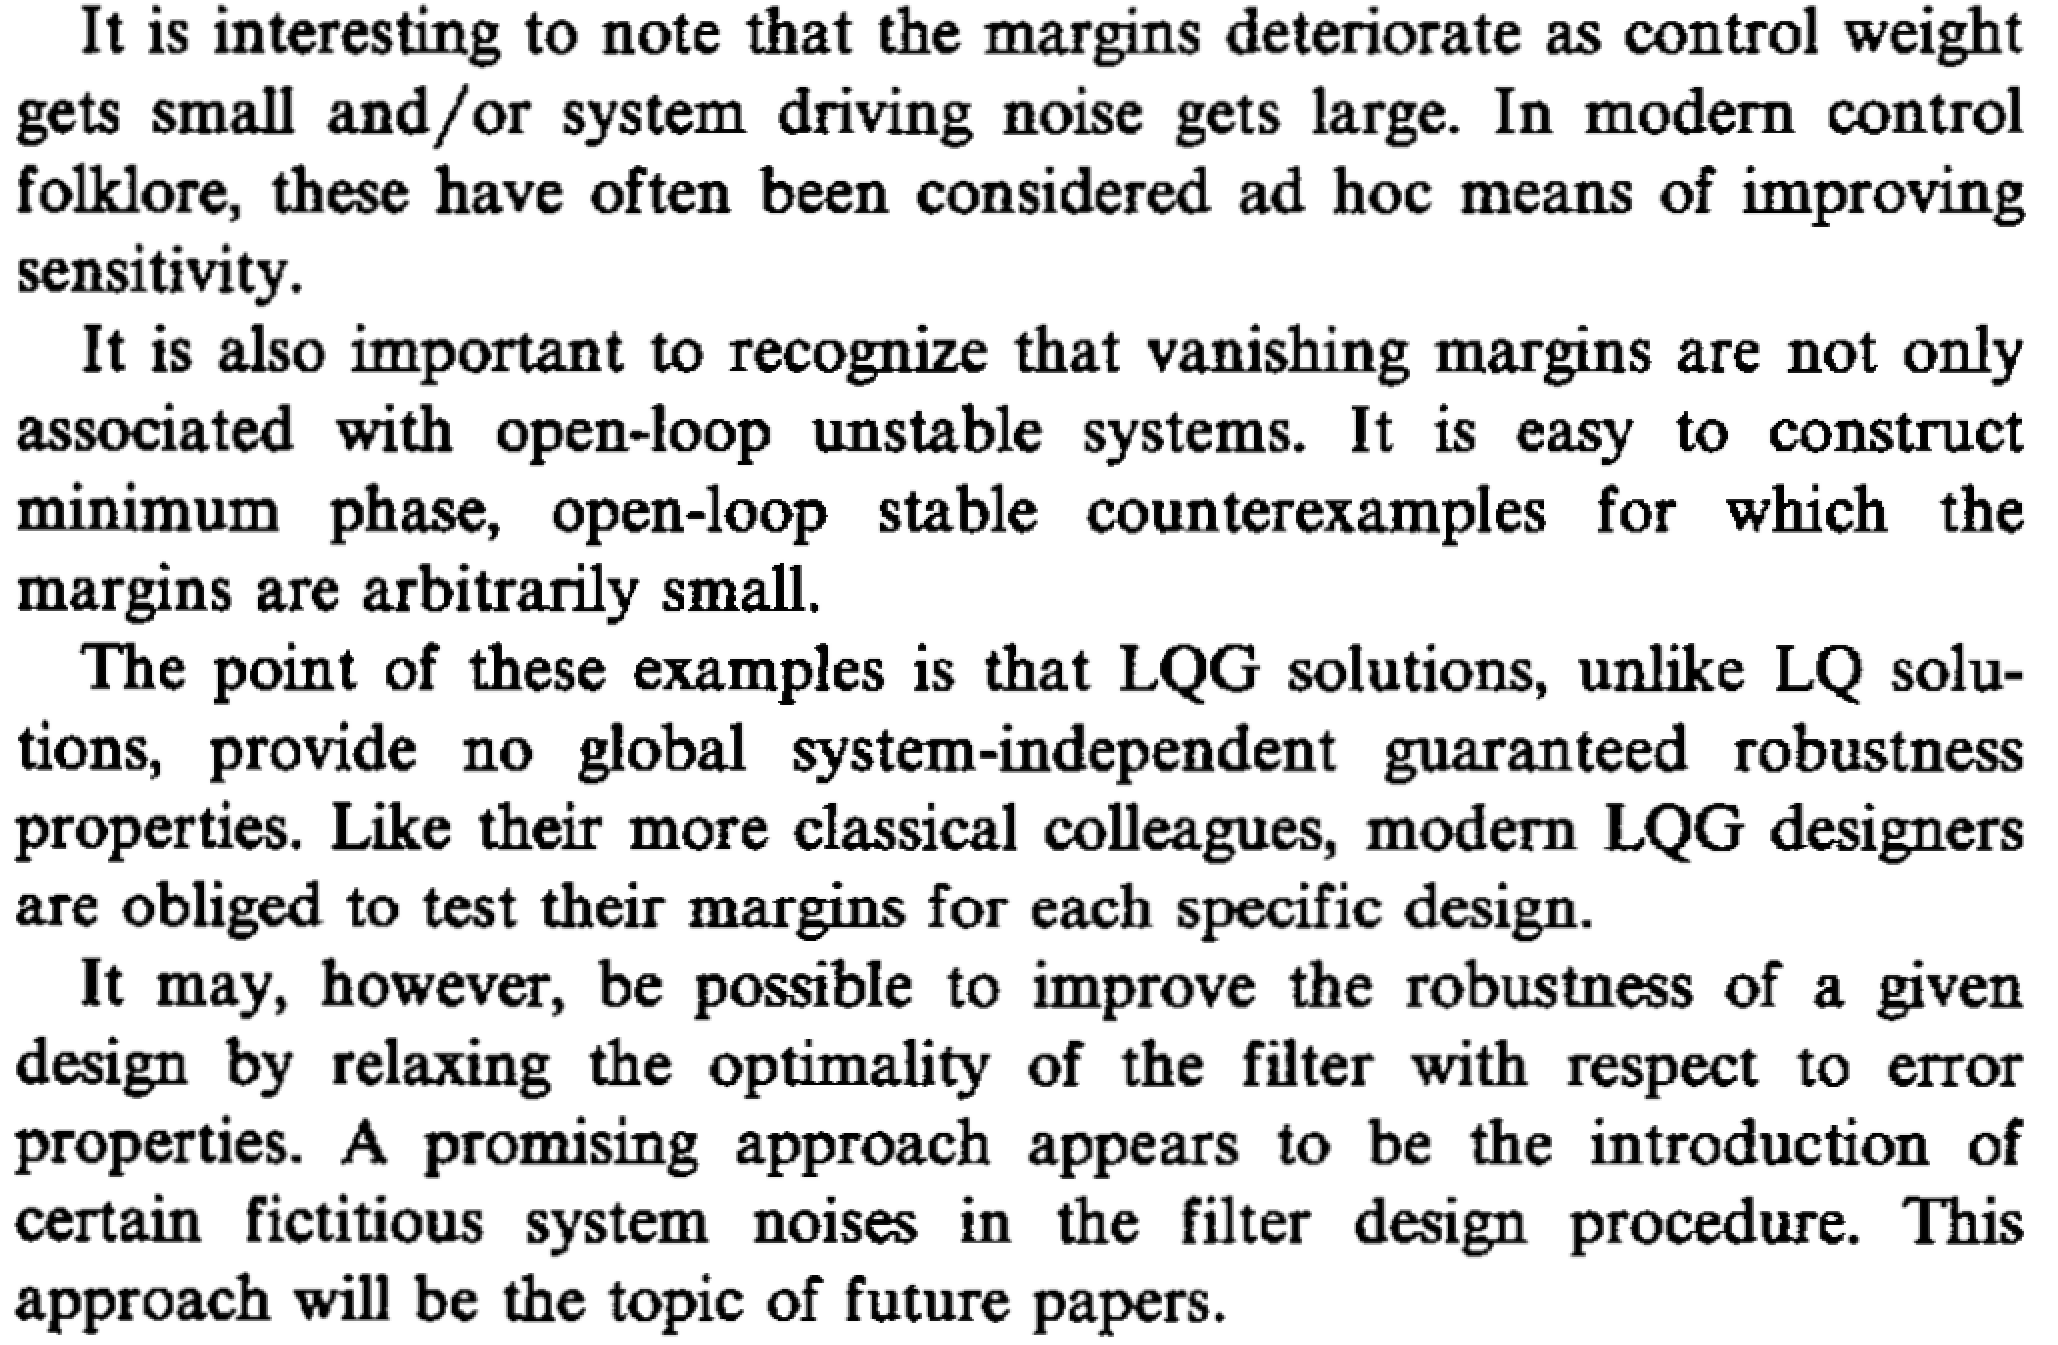 It is interesting to note that the margins deteriorate as control weight
gets small and/or system driving noise gets large. In modern control
folklore, these have often been considered ad hoc means of improving
sensitivity.
It is also important to recognize that vanishing margins are not only
associated with open-loop unstable systems. It is easy to construct
minimum phase, open-loop stable counterexamples for which the
margins are arbitrarily small.
The point of these examples is that LQG solutions, unlike LQ solu-
tions, provide no global system-independent guaranteed robustness
properties. Like their more classical colleagues, modern LQG designers
are obliged to test their margins for each specific design.
It may, however, be possible to improve the robustness of a given
design by relaxing the optimality of the filter with respect to error
properties. A promising approach appears to be the introduction of
certain fictitious system noises in the filter design procedure. This
approach will be the topic of future papers.